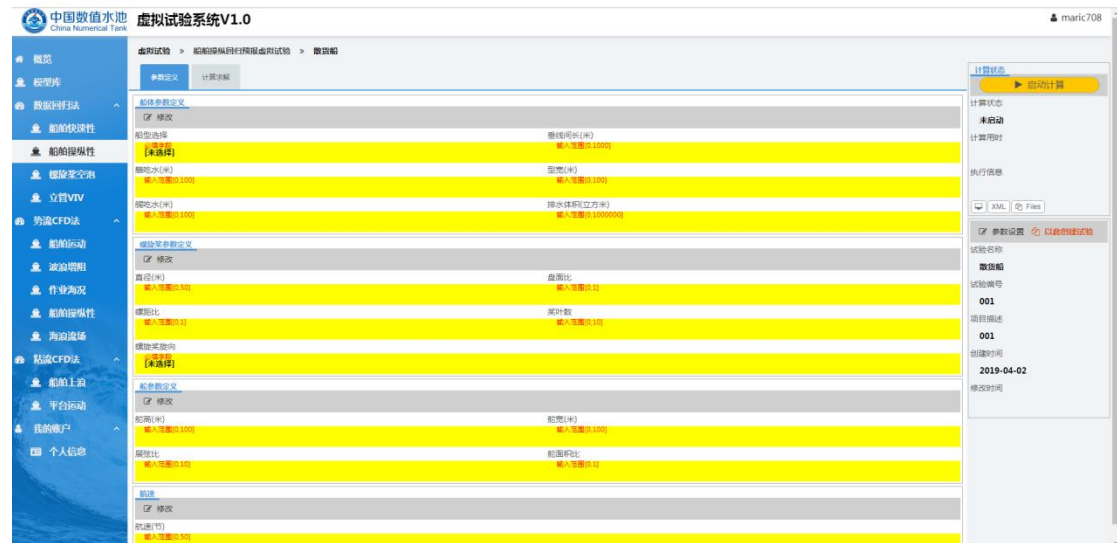 中国数值水池 虚拟试验系统V1.0
China Numerical Tank
maric708
概览
模型库
数据回归法
船舶快速性
船舶操纵性
螺旋桨空泡
立管VIV
势流CFD法
船舶运动
波浪增阻
作业海况
船舶操纵性
海浪流场
粘流CFD法
船舶上浪
平台运动
我的账户
个人信息
虚拟试验 » 船舶操纵回归预报虚拟试验 » 散货船
参数定义 计算求解
船体参数定义
修改
船型选择 垂线间长(米)
必填字段 输入范围[0,1000]
[未选择]
艏吃水(米) 型宽(米)
输入范围[0,100] 输入范围[0,100]
艉吃水(米) 排水体积(立方米)
输入范围[0,100] 输入范围[0,1000000]
螺旋桨参数定义
修改
直径(米) 盘面比
输入范围[0,50] 输入范围[0,1]
螺距比 桨叶数
输入范围[0,1] 输入范围[0,10]
螺旋桨旋向
必填字段
[未选择]
舵参数定义
修改
舵高(米) 舵宽(米)
输入范围[0,100] 输入范围[0,100]
展弦比 舵面积比
输入范围[0,10] 输入范围[0,1]
航速
修改
航速(节)
输入范围[0,50]
计算状态
启动计算
计算状态
未启动
计算用时
执行信息
XML Files
参数设置 以此创建试验
试验名称
散货船
试验编号
001
项目描述
001
创建时间
2019-04-02
修改时间